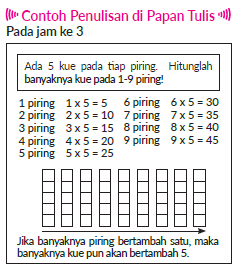 Contoh Penulisan di Papan Tulis
Pada jam ke 3
Ada 5 kue pada tiap piring. Hitunglah
banyaknya kue pada 1-9 piring!
1 piring 1 x 5 = 5 6 piring 6 x 5 = 30
2 piring 2 x 5 = 10 7 piring 7 x 5 = 35
3 piring 3 x 5 = 15 8 piring 8 x 5 = 40
4 piring 4 x 5 = 20 9 piring 9 x 5 = 45
5 piring 5 x 5 = 25
Jika banyaknya piring bertambah satu, maka
banyaknya kue pun akan bertambah 5.